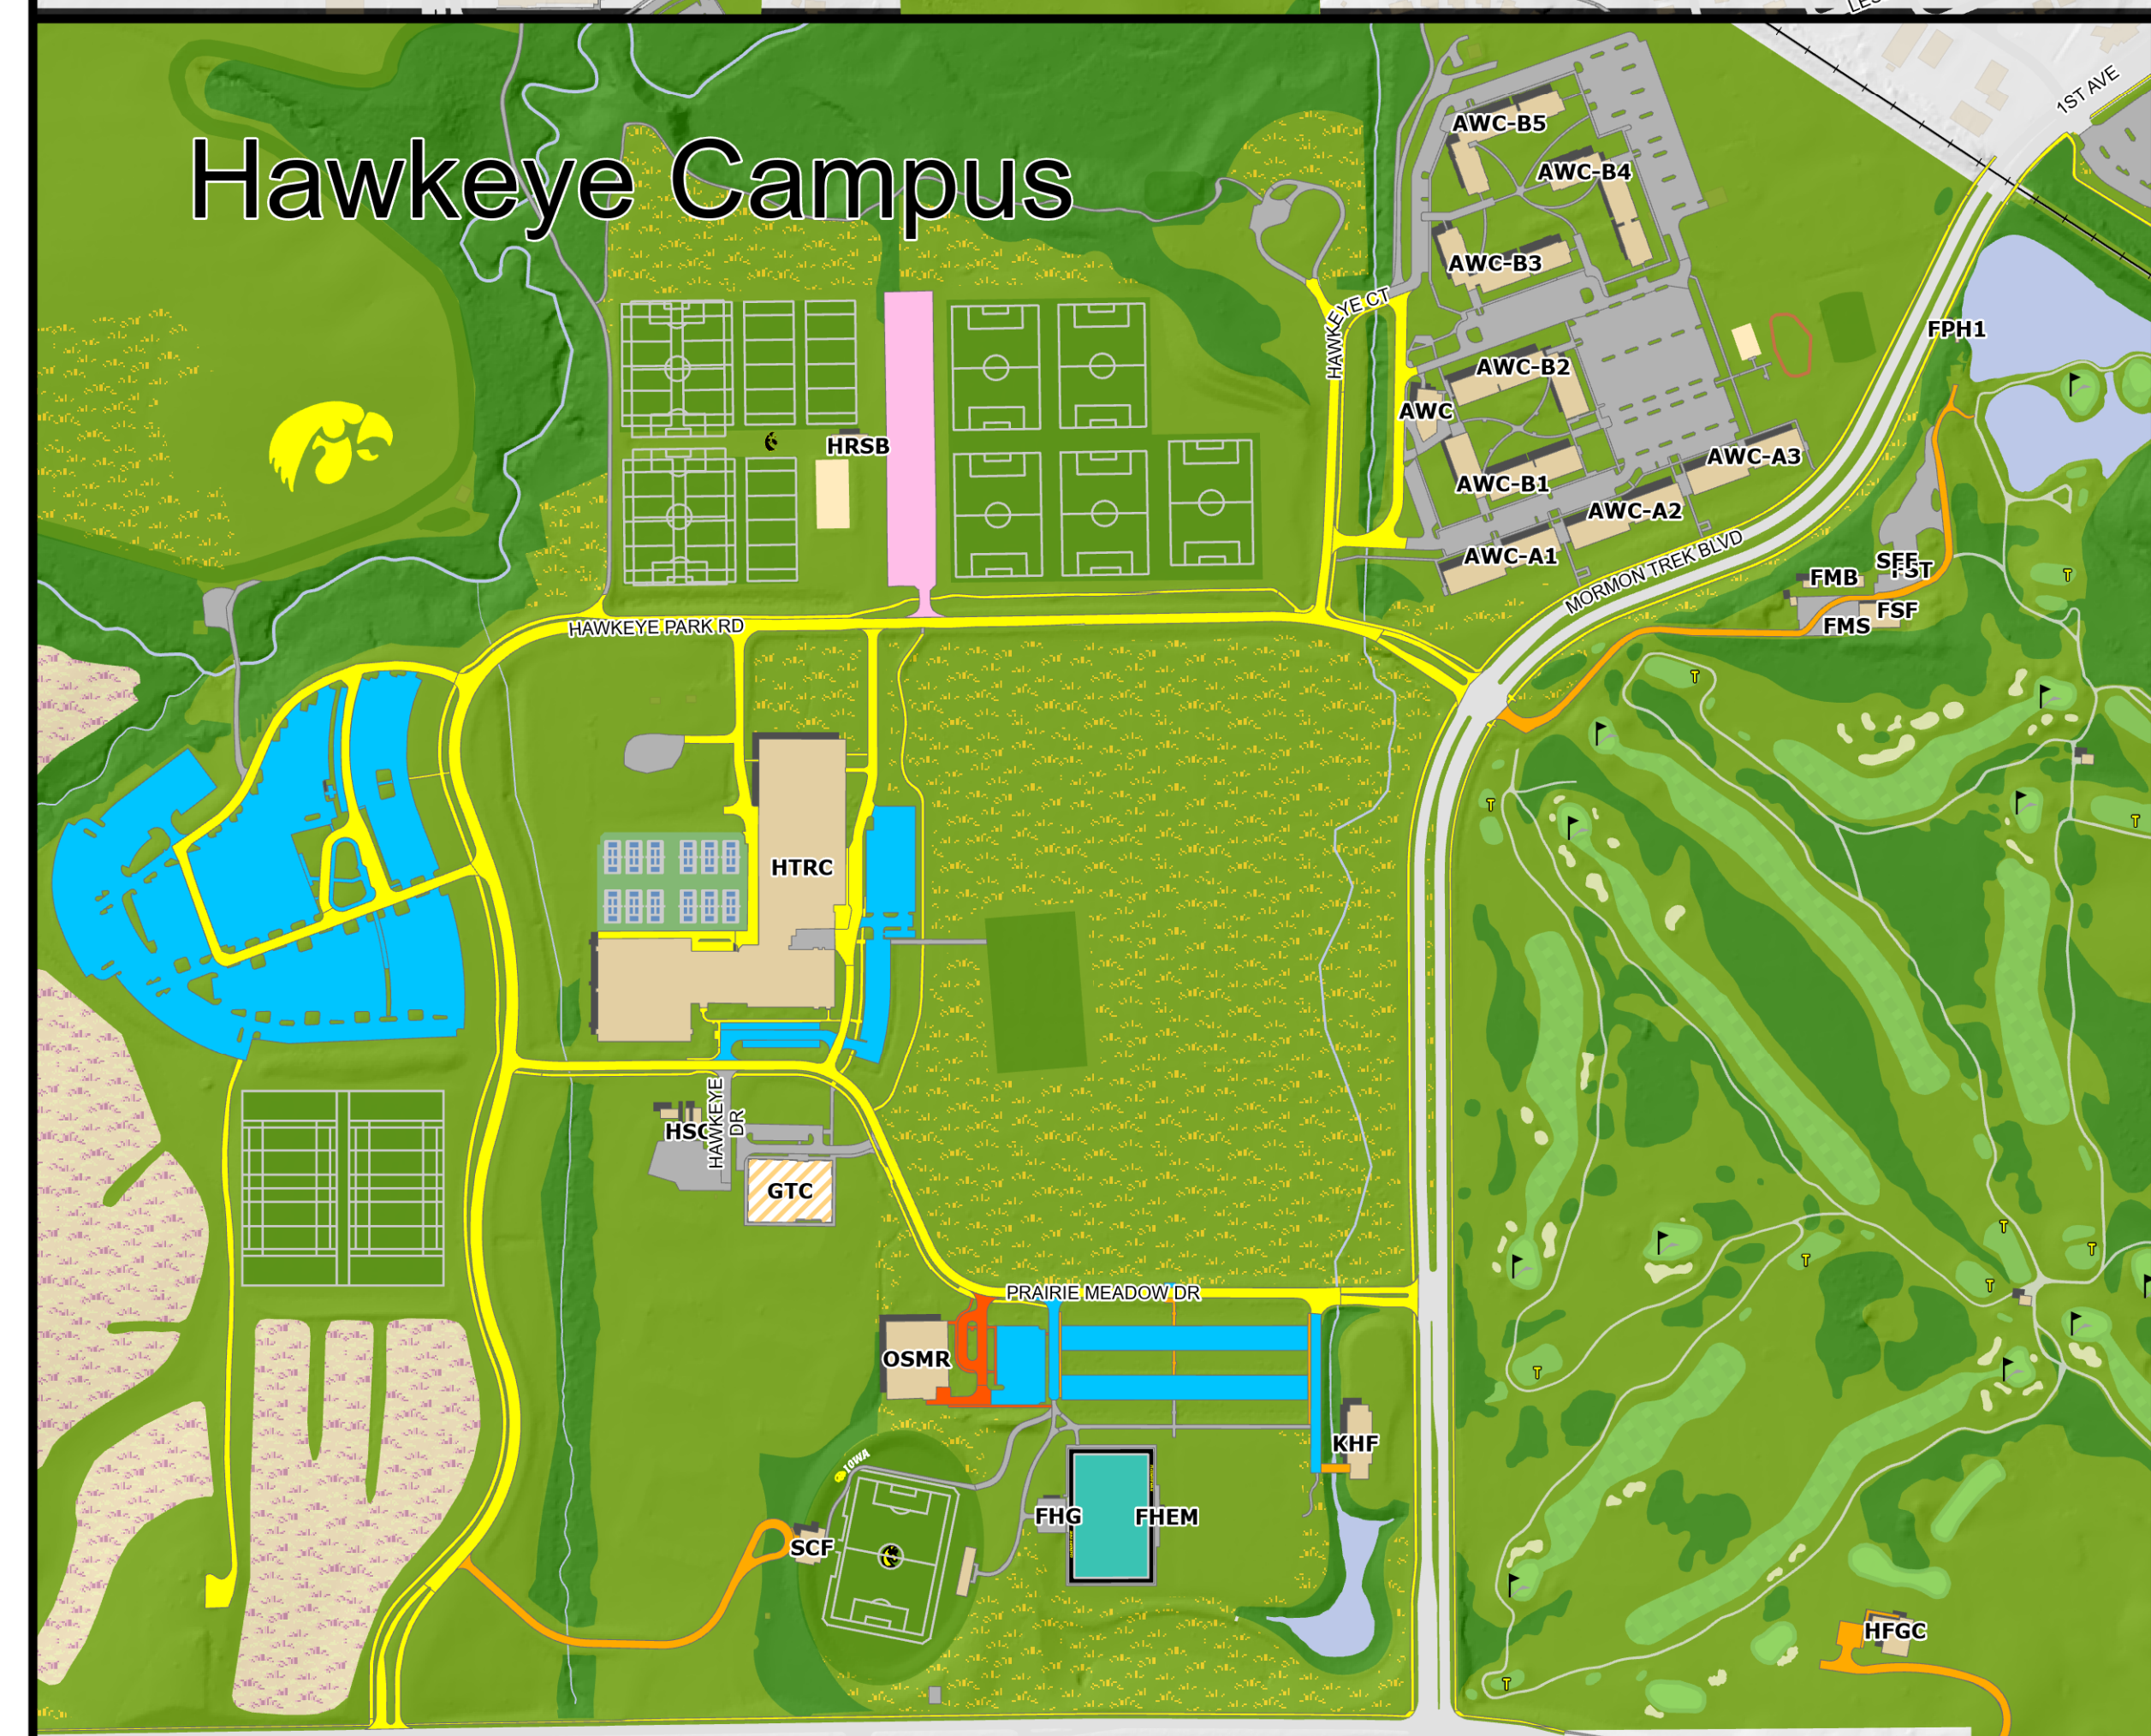 1ST AVE
Hawkeye Campus
AWC-B5
AWC-B4
AWC-B3
HAWKEYE CT
FPH1
AWC-B2
AWC
HRSB
AWC-A3
AWC-B1
AWC-A2
AWC-A1
MORMON TREK BLVD
SFF
FST
FMB
FSF
FMS
HAWKEYE PARK RD
T
T
T
T
HTRC
HAWKEYE
DR
GTC
T
T
T
T
PRAIRIE MEADOW DR
OSMR
T
KHF
IOWA
FHG
FHEM
SCF
HFGC
T